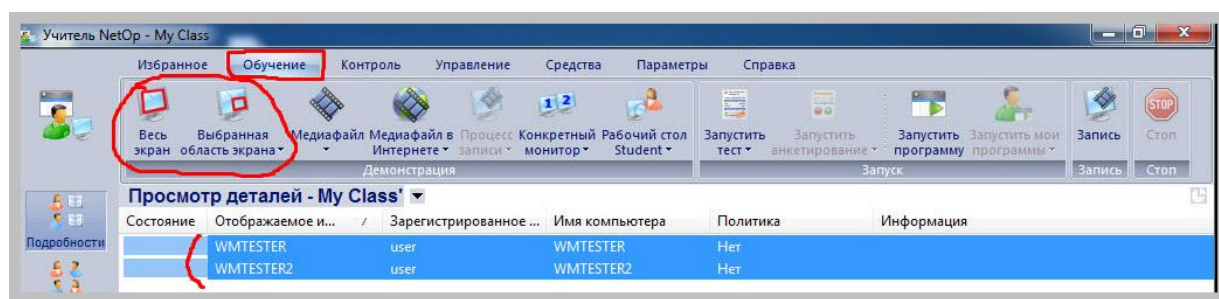 Учитель NetOp - My Class
Избранное Обучение Контроль Управление Средства Параметры Справка
Весь экран
Выбранная область экрана
Медиафайл
Медиафайл в Интернете
Процесс записи
Конкретный монитор
Рабочий стол Student
Запустить тест
Запустить анкетирование
Запустить программу
Запустить мои программы
Запись
STOP
Стоп
Демонстрация Запуск Запись Стоп
Просмотр деталей - My Class'
Состояние Отображаемое и... / Зарегистрированное ... Имя компьютера Политика Информация
Подробности
WMTESTER user WMTESTER Нет
WMTESTER2 user WMTESTER2 Нет